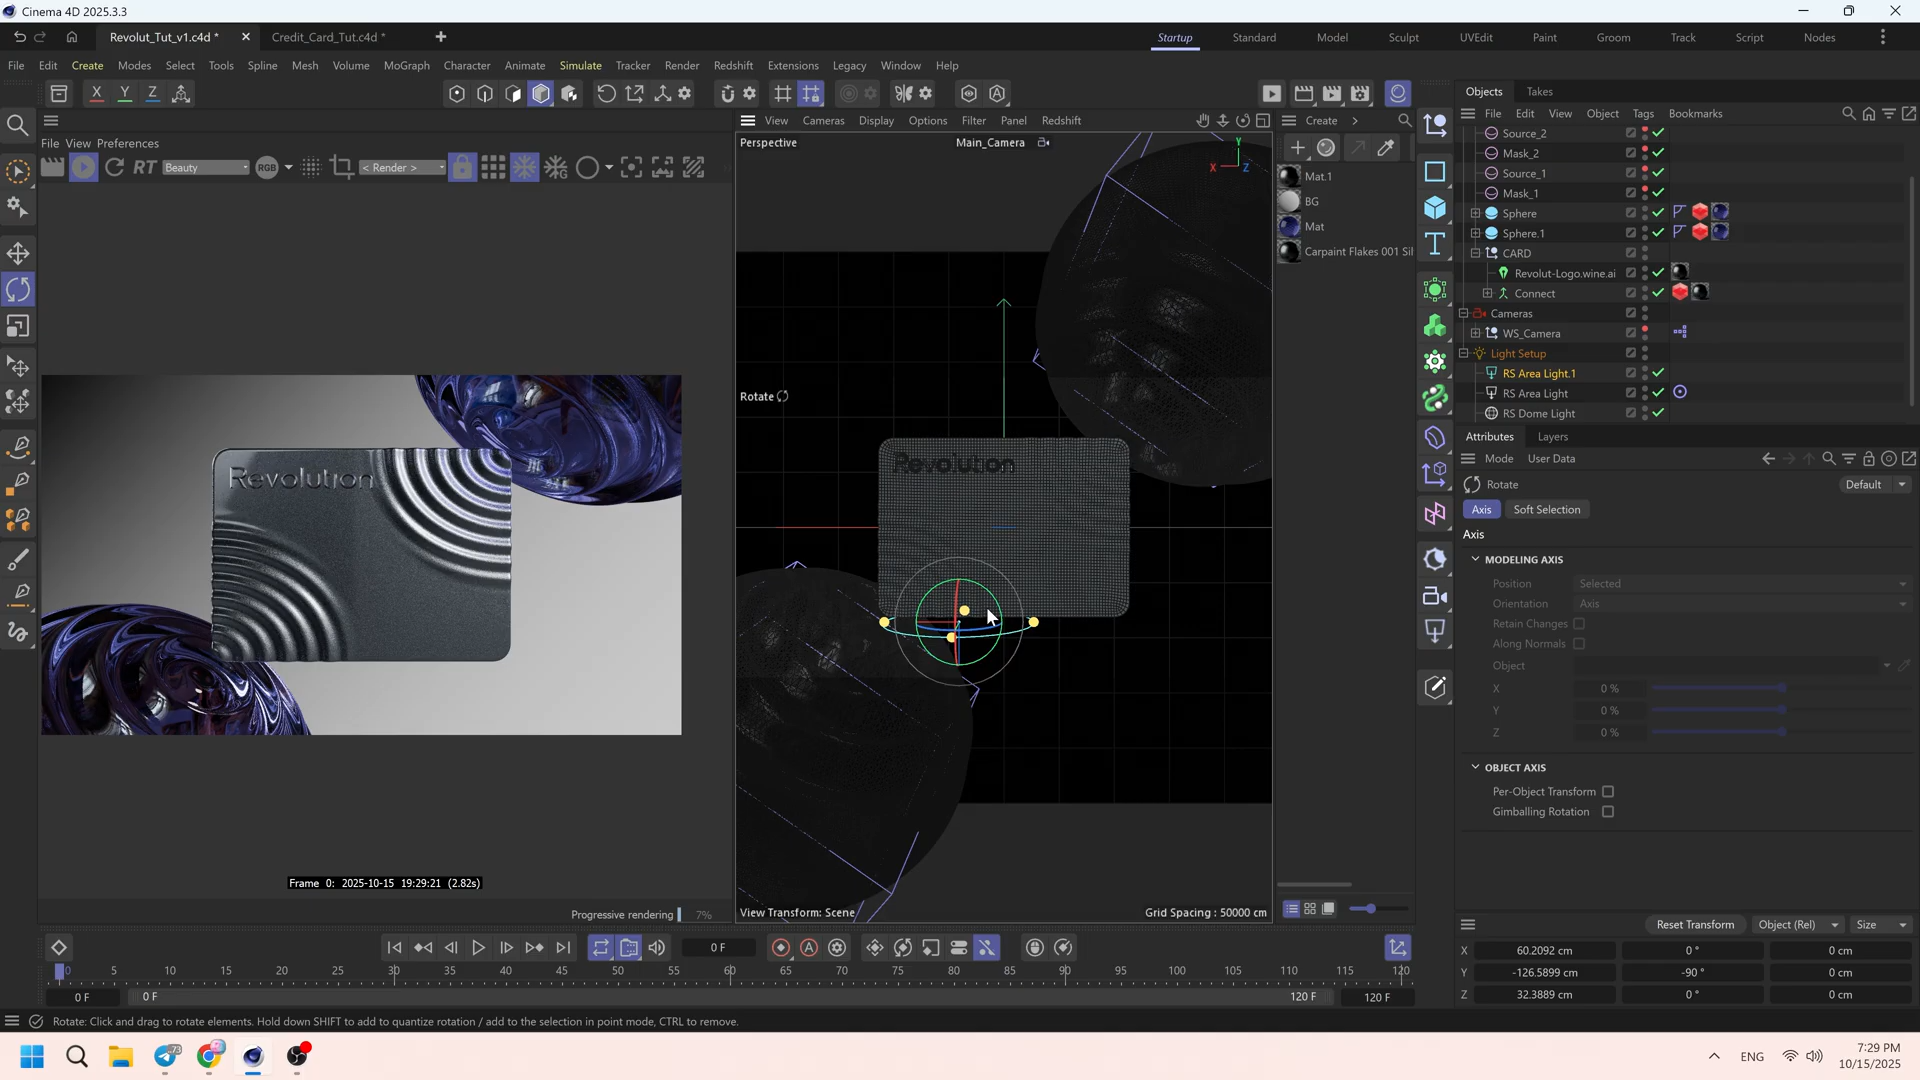 Cinema 4D 2025.3.3
Revolut_Tut_v1.c4d *
Credit_Card_Tut.c4d *
Startup Standard Model Sculpt UVEdit Paint Groom Track Script Nodes
File Edit Create Modes Select Tools Spline Mesh Volume MoGraph Character Animate Simulate Tracker Render Redshift Extensions Legacy Window Help
X Y Z
Objects Takes
File Edit View Object Tags Bookmarks
View Cameras Display Options Filter Panel Redshift
Create
File View Preferences
RT Beauty RGB < Render >
Perspective
Main_Camera
Y
X Z
Rotate
Revolution
Revolution
Mat.1
BG
Mat
Carpaint Flakes 001 Sil
Source_2
Mask_2
Source_1
Mask_1
Sphere
Sphere.1
CARD
Revolut-Logo.wine.ai
Connect
Cameras
WS_Camera
Light Setup
RS Area Light.1
RS Area Light
RS Dome Light
Attributes Layers
Mode User Data
Rotate Default
Axis Soft Selection
Axis
MODELING AXIS
Position Selected
Orientation Axis
Retain Changes
Along Normals
Object
X 0 %
Y 0 %
Z 0 %
OBJECT AXIS
Per-Object Transform
Gimballing Rotation
Frame 0: 2025-10-15 19:29:21 (2.82s)
Progressive rendering 7%
View Transform: Scene
Grid Spacing : 50000 cm
Reset Transform Object (Rel) Size
X 60.2092 cm 0 ° 0 cm
Y -126.5899 cm -90 ° 0 cm
Z 32.3889 cm 0 ° 0 cm
0 F
0 5 10 15 20 25 30 35 40 45 50 55 60 65 70 75 80 85 90 95 100 105 110 115 120
0 F 0 F 120 F 120 F
Rotate: Click and drag to rotate elements. Hold down SHIFT to add to quantize rotation / add to the selection in point mode, CTRL to remove.
73
ENG
7:29 PM
10/15/2025